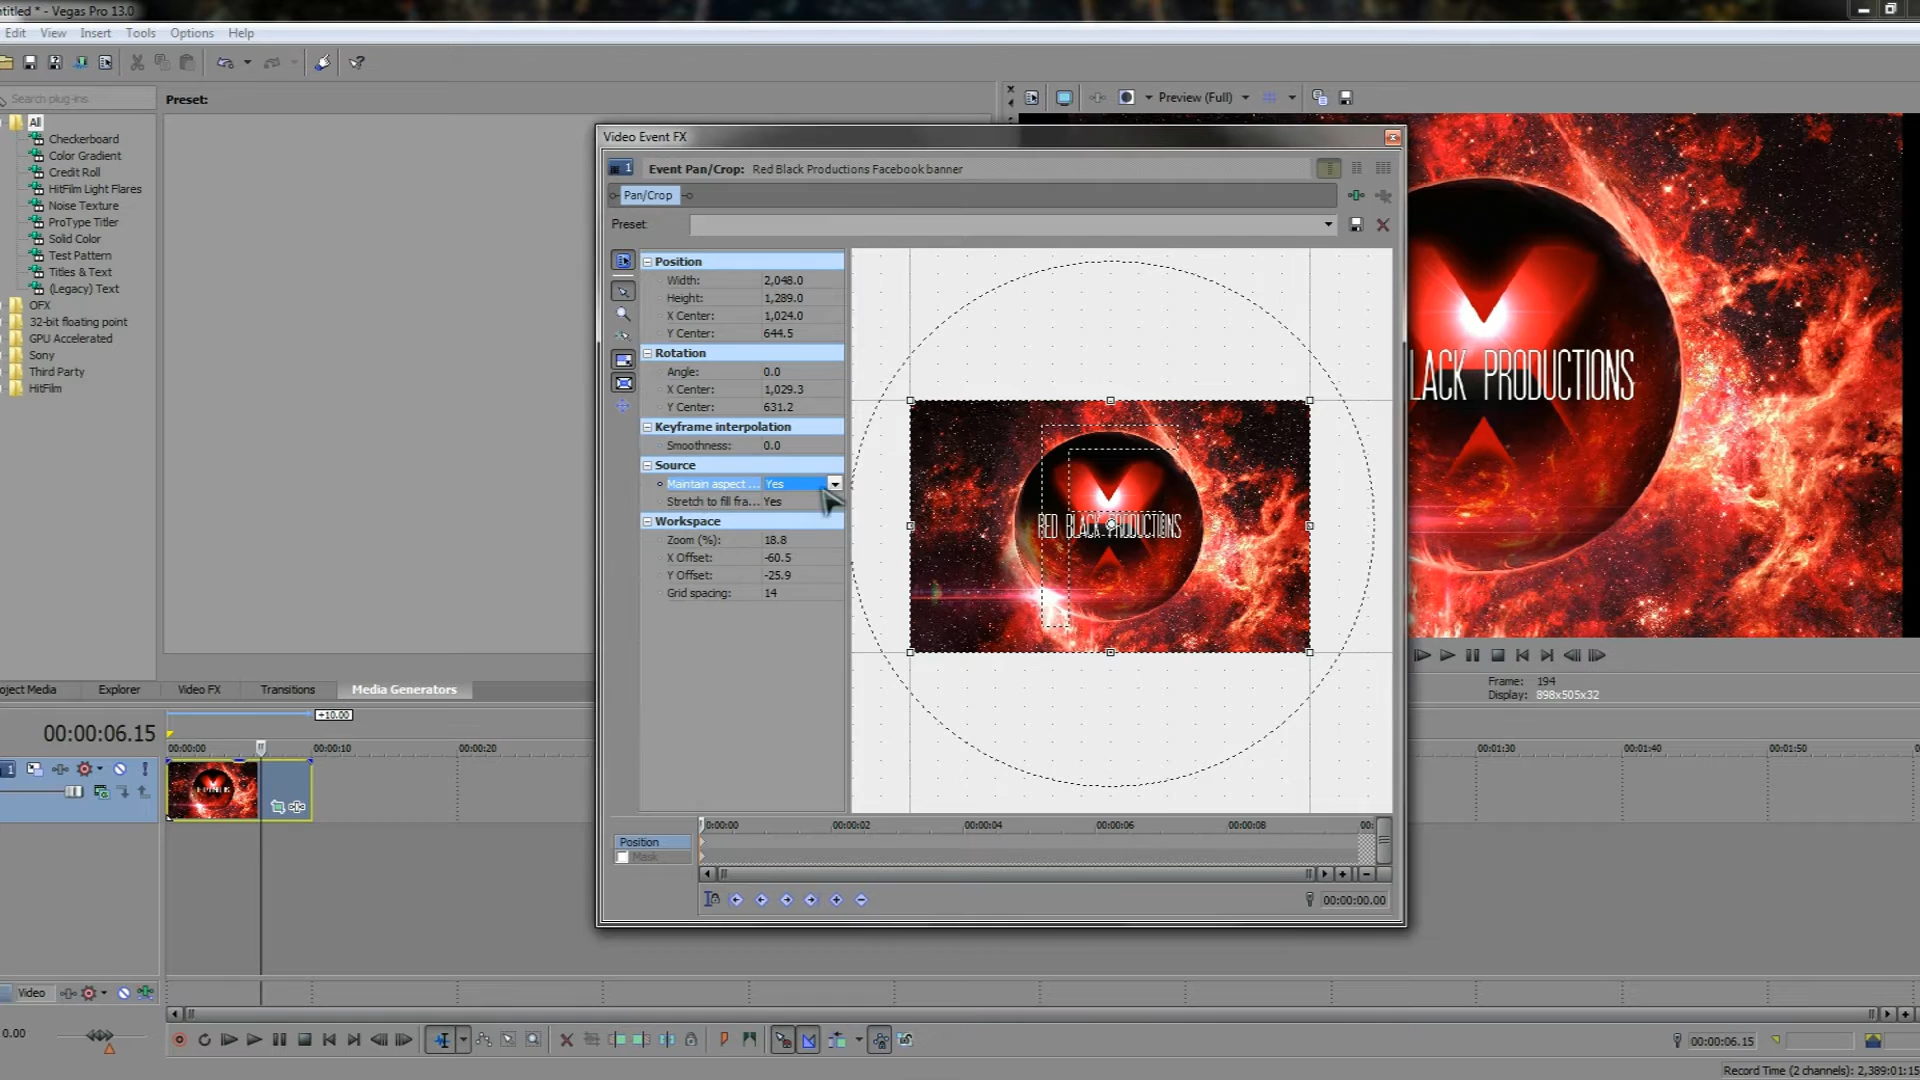 ntitled * - Vegas Pro 13.0
Edit View Insert Tools Options Help
Search plug-ins
Preset:
Preview (Full)
All
Checkerboard
Color Gradient
Credit Roll
HitFilm Light Flares
Noise Texture
ProType Titler
Solid Color
Test Pattern
Titles & Text
(Legacy) Text
OFX
32-bit floating point
GPU Accelerated
Sony
Third Party
HitFilm
Video Event FX
1 Event Pan/Crop: Red Black Productions Facebook banner
Pan/Crop
Preset:
Position
Width: 2,048.0
Height: 1,289.0
X Center: 1,024.0
Y Center: 644.5
Rotation
Angle: 0.0
X Center: 1,029.3
Y Center: 631.2
Keyframe interpolation
Smoothness: 0.0
Source
Maintain aspect ... Yes
Stretch to fill fra... Yes
Workspace
Zoom (%): 18.8
X Offset: -60.5
Y Offset: -25.9
Grid spacing: 14
RED BLACK PRODUCTIONS
LACK PRODUCTIONS
Frame: 194
Display: 898x505x32
oject Media Explorer Video FX Transitions Media Generators
+10.00
00:00:06.15
00:00:00 00:00:10 00:00:20 00:01:30 00:01:40 00:01:50
1
0:00:00 00:00:02 00:00:04 00:00:06 00:00:08 00:
Position
Mask
00:00:00.00
Video
0.00
00:00:06.15
Record Time (2 channels): 2,389:01:15